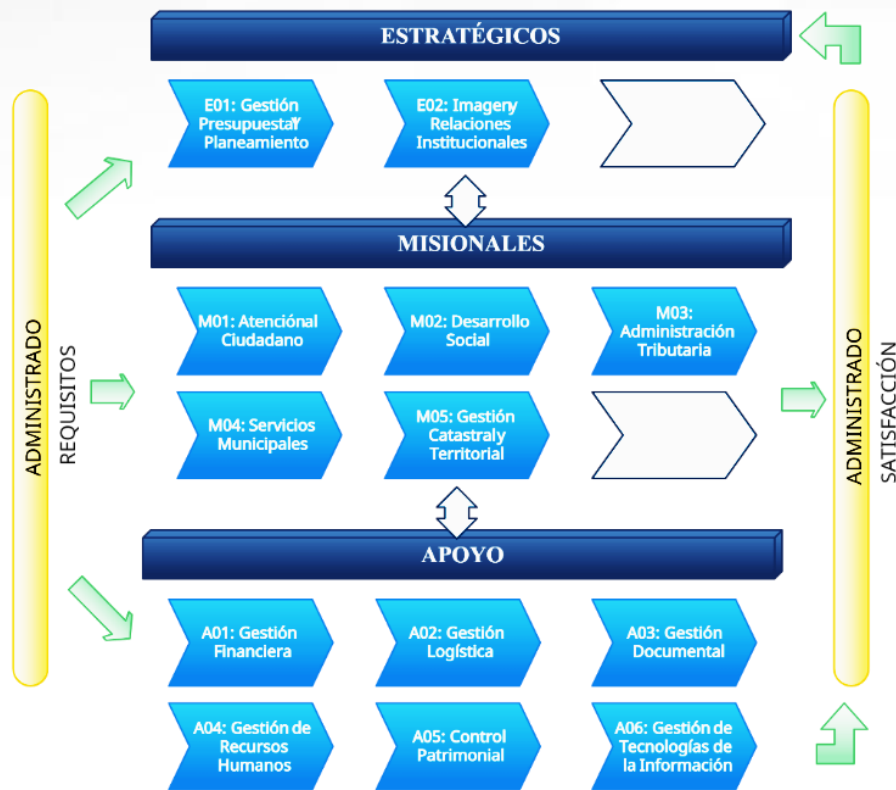 ESTRATÉGICOS
E01: Gestión
PresupuestaY
Planeamiento
E02: Imageny
Relaciones
Institucionales
MISIONALES
M01: Atenciónal
Ciudadano
M02: Desarrollo
Social
M03:
Administración
Tributaria
M04: Servicios
Municipales
M05: Gestión
Catastraly
Territorial
APOYO
A01: Gestión
Financiera
A02: Gestión
Logística
A03: Gestión
Documental
A04: Gestión de
Recursos
Humanos
A05: Control
Patrimonial
A06: Gestión de
Tecnologías de
la Información
ADMINISTRADO
REQUISITOS
ADMINISTRADO
SATISFACCIÓN